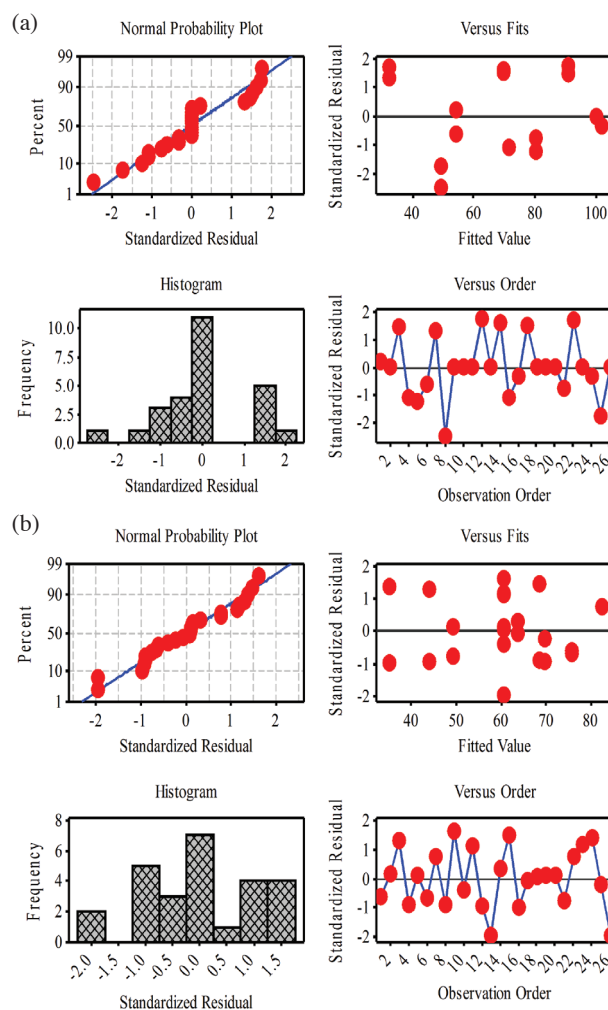 (a)
Normal Probability Plot
Versus Fits
99
90
50
10
1
Percent
-2 -1 0 1 2
Standardized Residual
2
1
0
-1
-2
Standardized Residual
40 60 80 100
Fitted Value
Histogram
Versus Order
10.0
7.5
5.0
2.5
0.0
Frequency
-2 -1 0 1 2
Standardized Residual
2
1
0
-1
-2
Standardized Residual
2 4 6 8 10 12 14 16 18 20 22 24 26
Observation Order
(b)
Normal Probability Plot
Versus Fits
99
90
50
10
1
Percent
-2 -1 0 1 2
Standardized Residual
2
1
0
-1
-2
Standardized Residual
40 50 60 70 80
Fitted Value
Histogram
Versus Order
8
6
4
2
0
Frequency
-2.0 -1.5 -1.0 -0.5 0.0 0.5 1.0 1.5
Standardized Residual
2
1
0
-1
-2
Standardized Residual
2 4 6 8 10 12 14 16 18 20 22 24 26
Observation Order